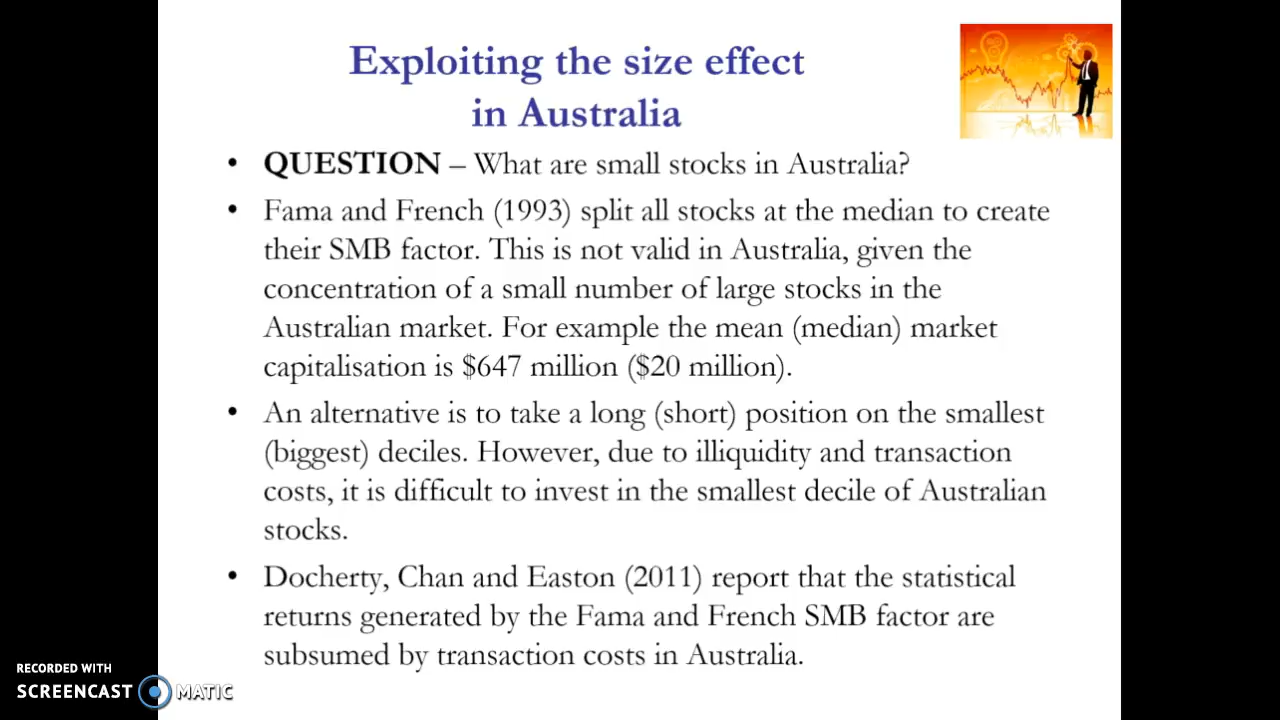 Exploiting the size effect
in Australia
• QUESTION – What are small stocks in Australia?
• Fama and French (1993) split all stocks at the median to create
their SMB factor. This is not valid in Australia, given the
concentration of a small number of large stocks in the
Australian market. For example the mean (median) market
capitalisation is $647 million ($20 million).
• An alternative is to take a long (short) position on the smallest
(biggest) deciles. However, due to illiquidity and transaction
costs, it is difficult to invest in the smallest decile of Australian
stocks.
• Docherty, Chan and Easton (2011) report that the statistical
returns generated by the Fama and French SMB factor are
subsumed by transaction costs in Australia.
RECORDED WITH
SCREENCAST MATIC